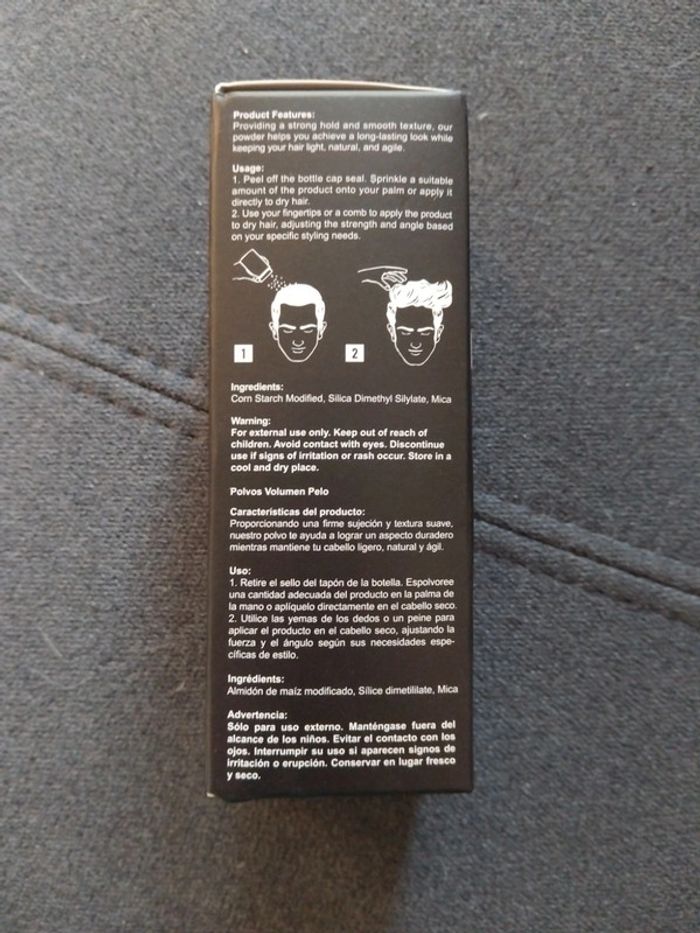 Product Features:
Providing a strong hold and smooth texture, our
powder helps you achieve a long-lasting look while
keeping your hair light, natural, and agile.
Usage:
1. Peel off the bottle cap seal. Sprinkle a suitable
amount of the product onto your palm or apply it
directly to dry hair.
2. Use your fingertips or a comb to apply the product
to dry hair, adjusting the strength and angle based
on your specific styling needs.
1
2
Ingredients:
Corn Starch Modified, Silica Dimethyl Silylate, Mica
Warning:
For external use only. Keep out of reach of
children. Avoid contact with eyes. Discontinue
use if signs of irritation or rash occur. Store in a
cool and dry place.
Polvos Volumen Pelo
Características del producto:
Proporcionando una firme sujeción y textura suave,
nuestro polvo te ayuda a lograr un aspecto duradero
mientras mantiene tu cabello ligero, natural y ágil.
Uso:
1. Retire el sello del tapón de la botella. Espolvoree
una cantidad adecuada del producto en la palma de
la mano o aplíquelo directamente en el cabello seco.
2. Utilice las yemas de los dedos o un peine para
aplicar el producto en el cabello seco, ajustando la
fuerza y el ángulo según sus necesidades espe-
cíficas de estilo.
Ingrédients:
Almidón de maíz modificado, Sílice dimetililate, Mica
Advertencia:
Sólo para uso externo. Manténgase fuera del
alcance de los niños. Evitar el contacto con los
ojos. Interrumpir su uso si aparecen signos de
irritación o erupción. Conservar en lugar fresco
y seco.